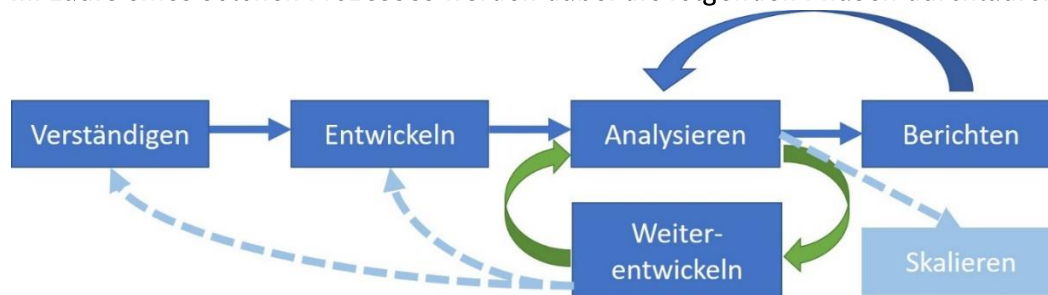 Verständigen
Entwickeln
Analysieren
Berichten
Weiter-
entwickeln
Skalieren